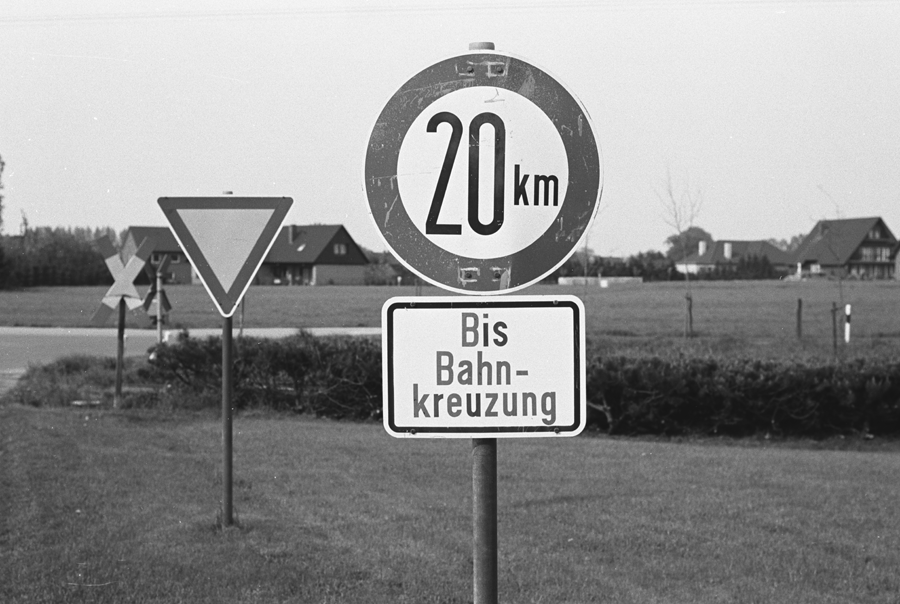 20 km
Bis
Bahn-
kreuzung